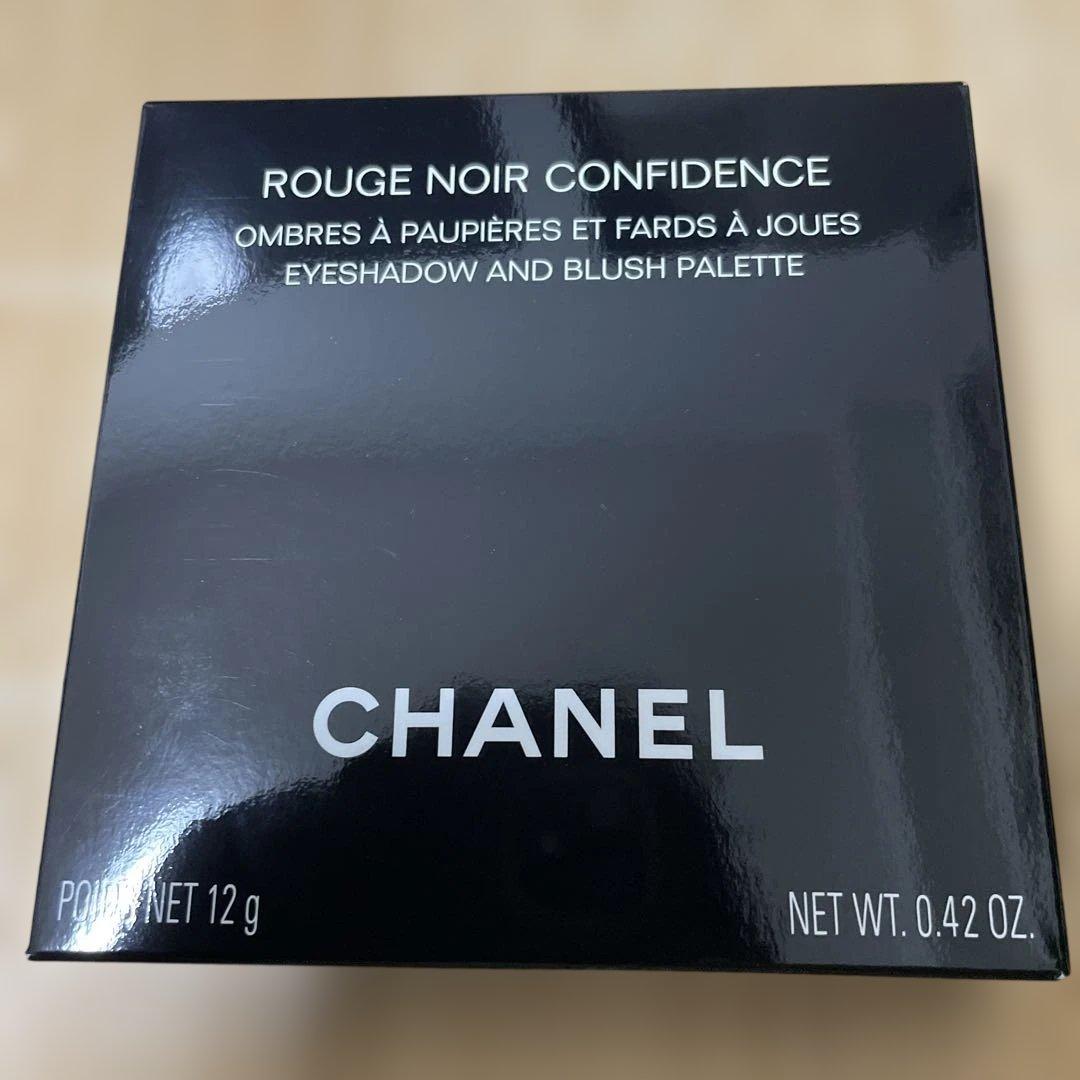 ROUGE NOIR CONFIDENCE
OMBRES À PAUPIÈRES ET FARDS À JOUES
EYESHADOW AND BLUSH PALETTE
CHANEL
POIDS NET 12 g
NET WT. 0.42 OZ.